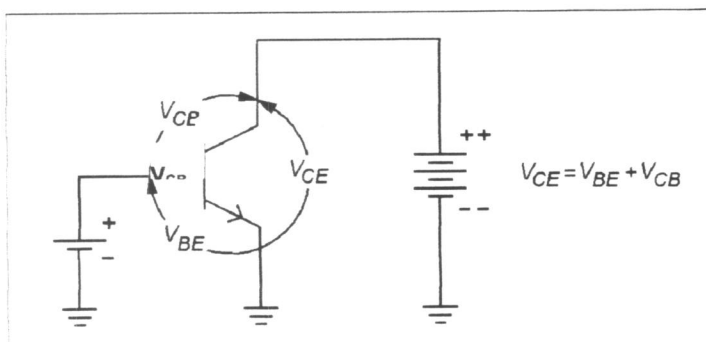 V_CB
V_CE
V_BE
+
-
++
--
V_CE = V_BE + V_CB